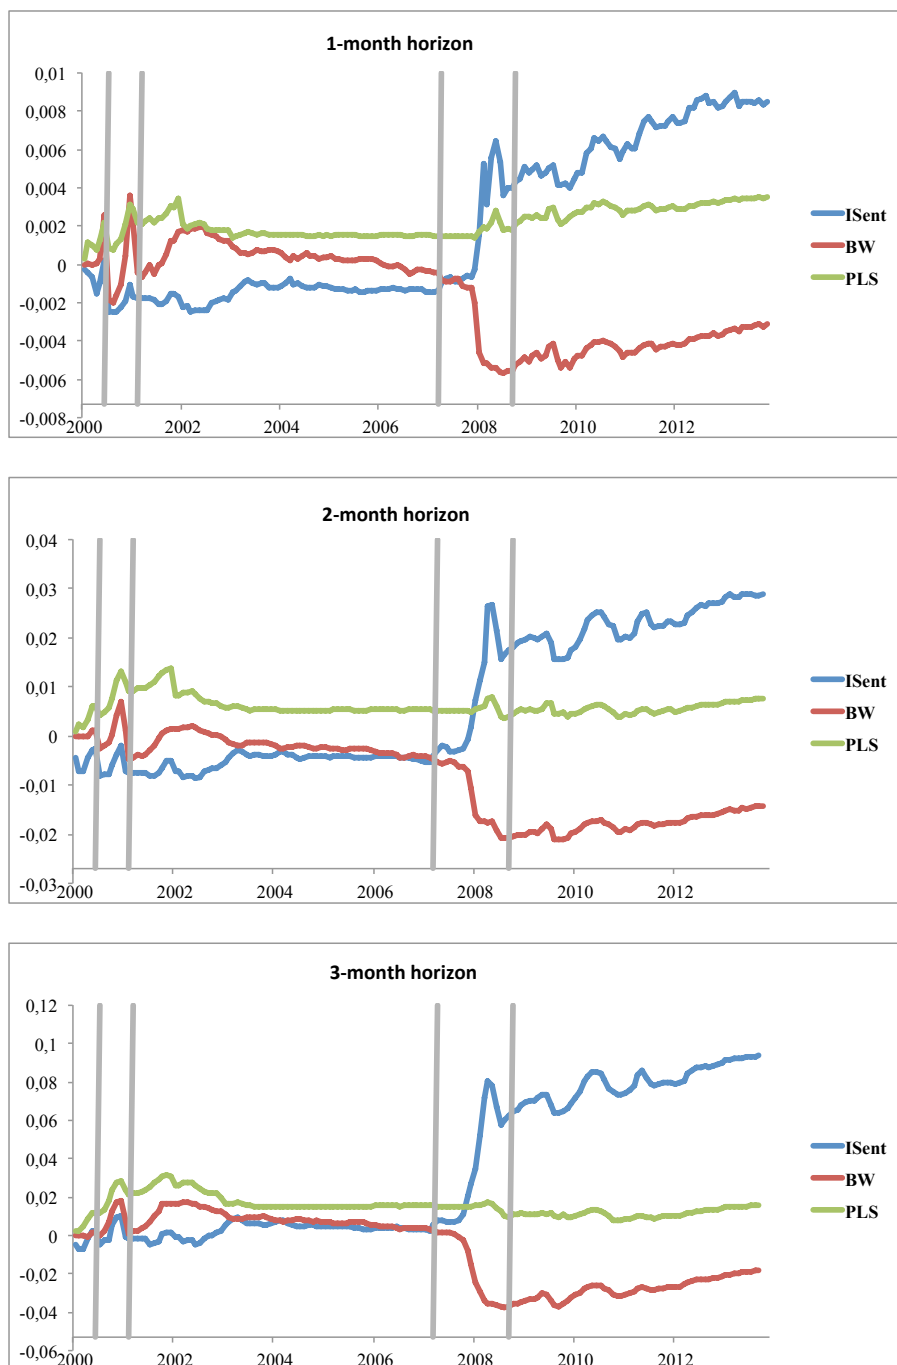 1-month horizon
0,01
0,008
0,006
0,004
0,002
0
-0,002
-0,004
-0,006
-0,008
2000 2002 2004 2006 2008 2010 2012
ISent
BW
PLS
2-month horizon
0,04
0,03
0,02
0,01
0
-0,01
-0,02
-0,03
2000 2002 2004 2006 2008 2010 2012
ISent
BW
PLS
3-month horizon
0,12
0,1
0,08
0,06
0,04
0,02
0
-0,02
-0,04
-0,06
2000 2002 2004 2006 2008 2010 2012
ISent
BW
PLS